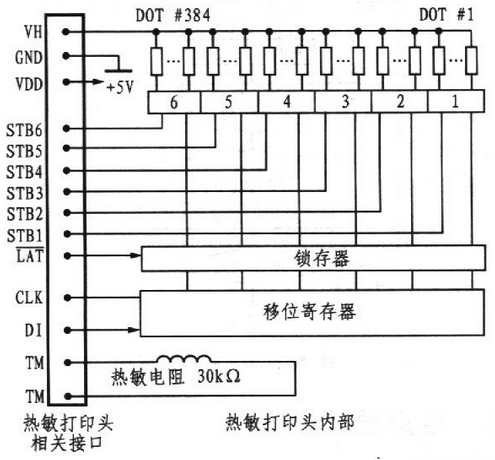 DOT #384 DOT #1
VH
GND
VDD
+5V
6 5 4 3 2 1
STB6
STB5
STB4
STB3
STB2
STB1
LAT
锁存器
CLK
移位寄存器
DI
TM
热敏电阻 30kΩ
TM
热敏打印头
相关接口
热敏打印头内部